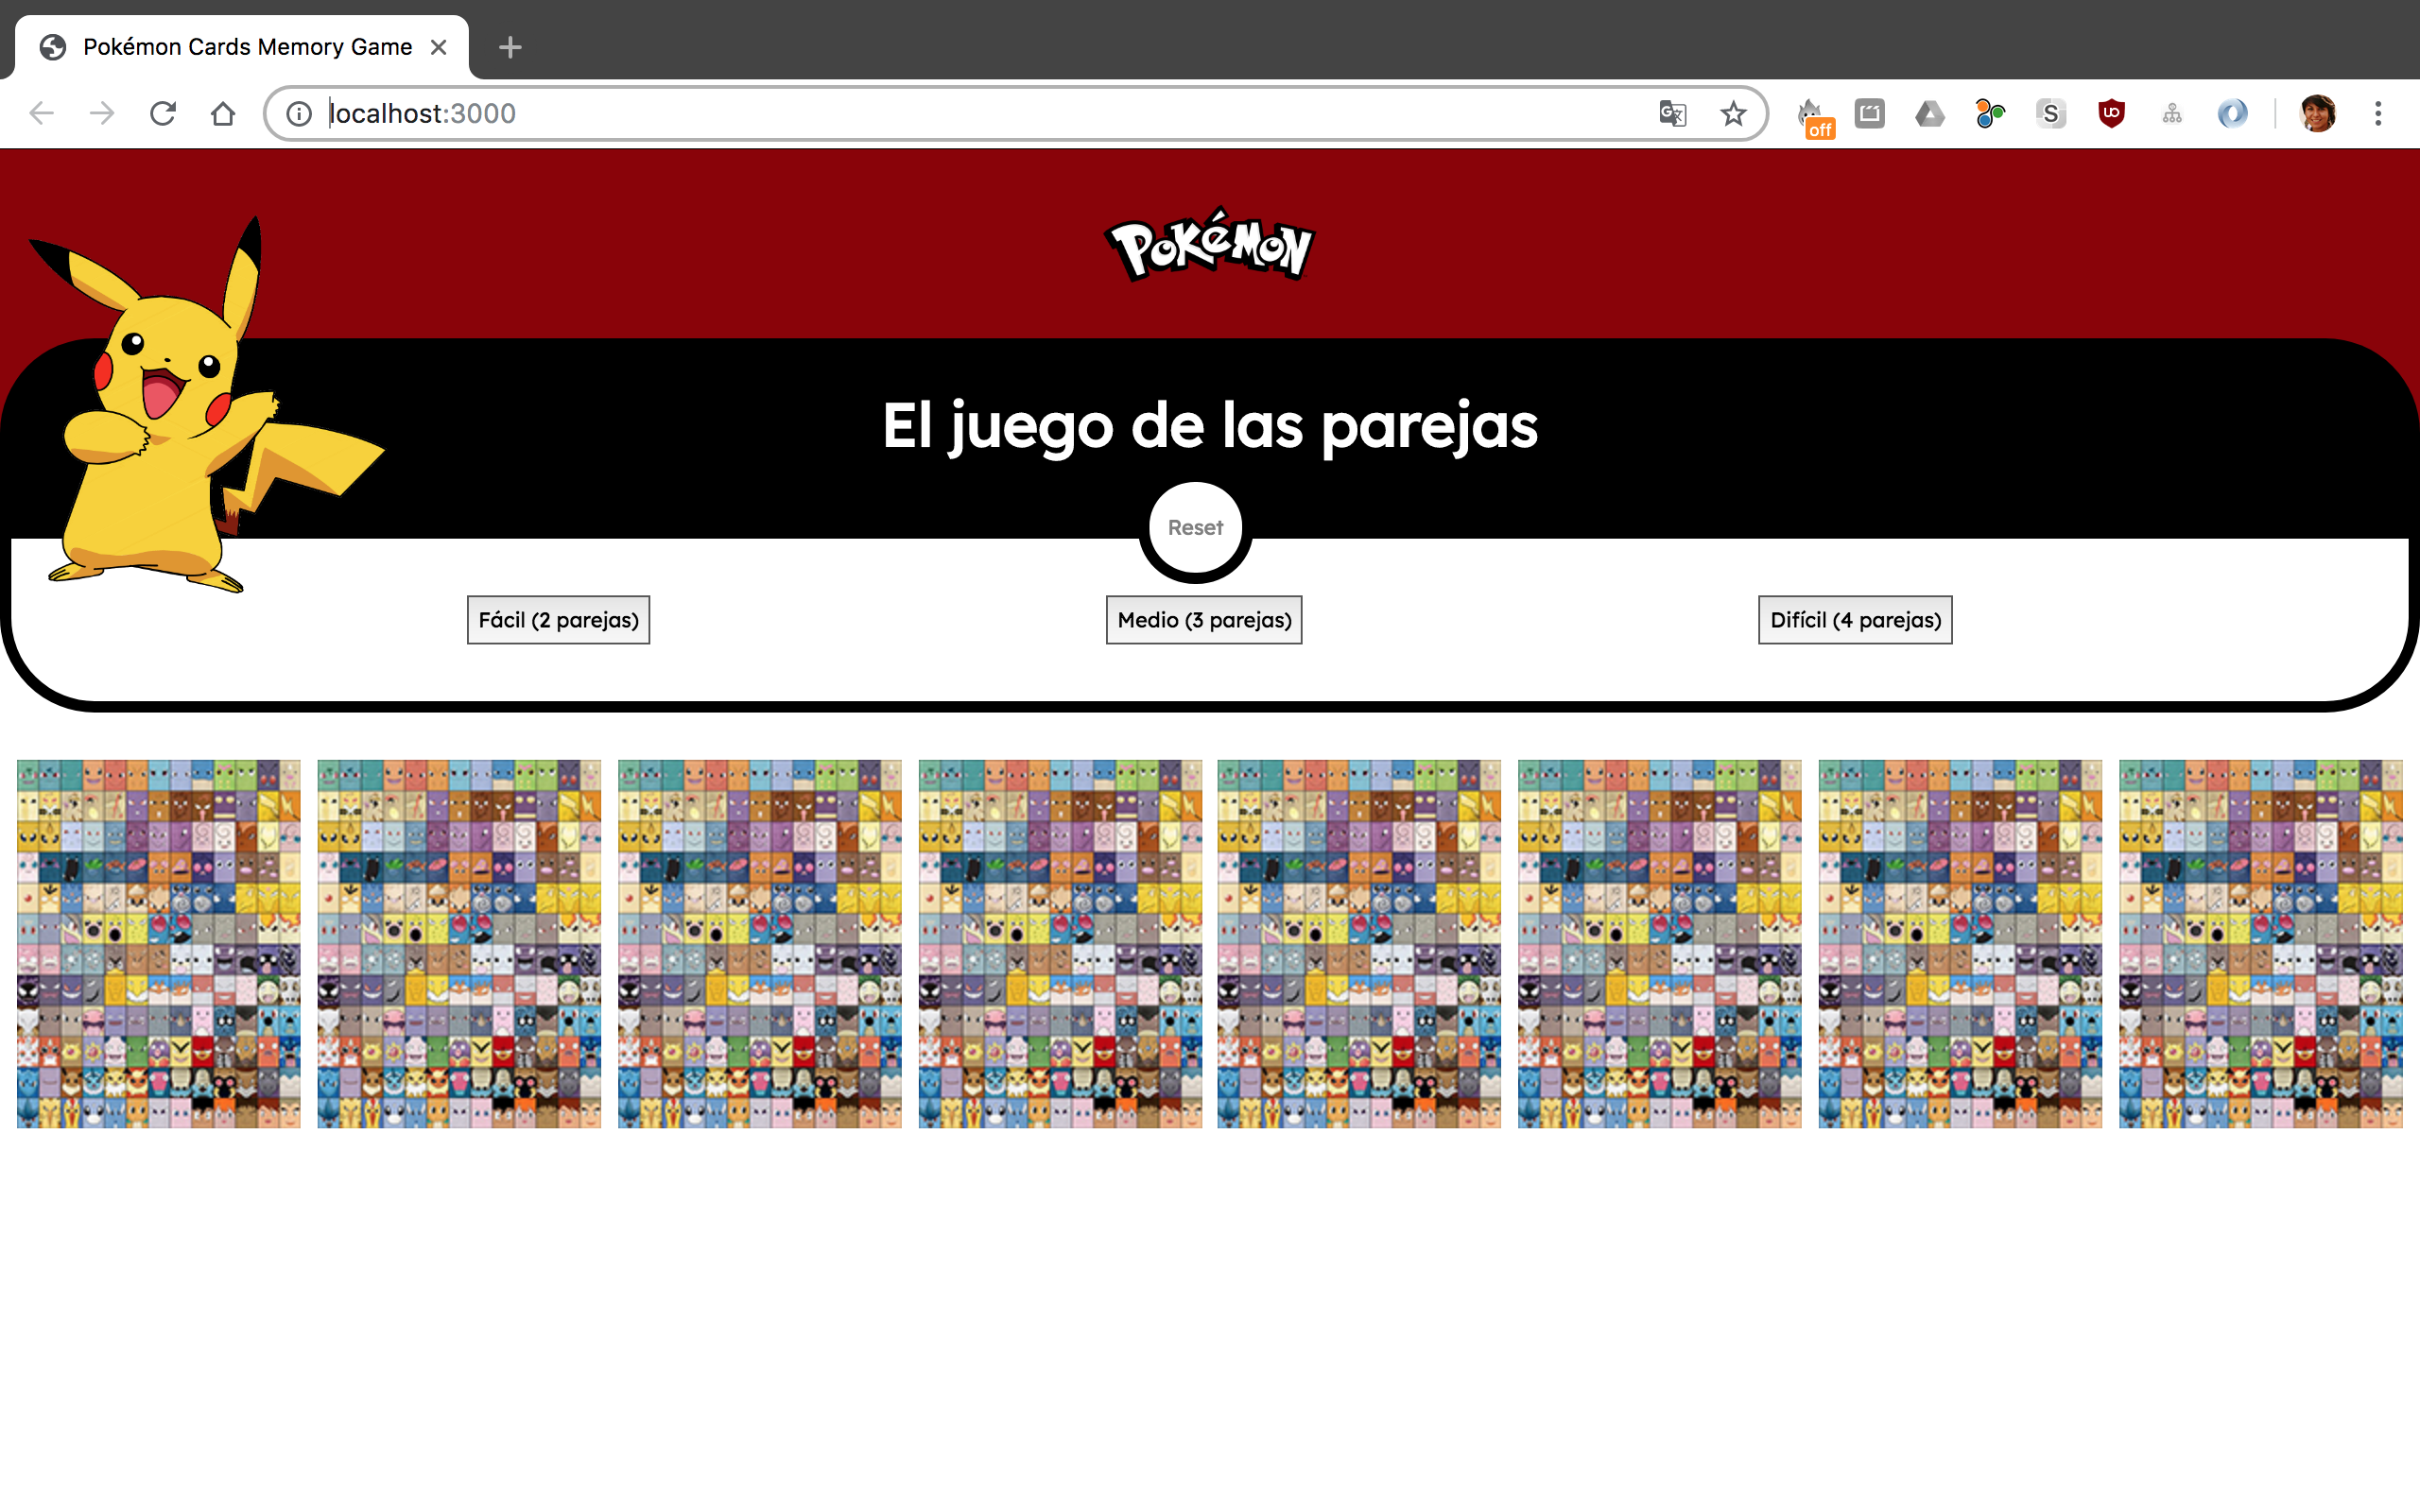 Pokémon Cards Memory Game
localhost:3000
off
S
UO
POKéMON
El juego de las parejas
Reset
Fácil (2 parejas)
Medio (3 parejas)
Difícil (4 parejas)